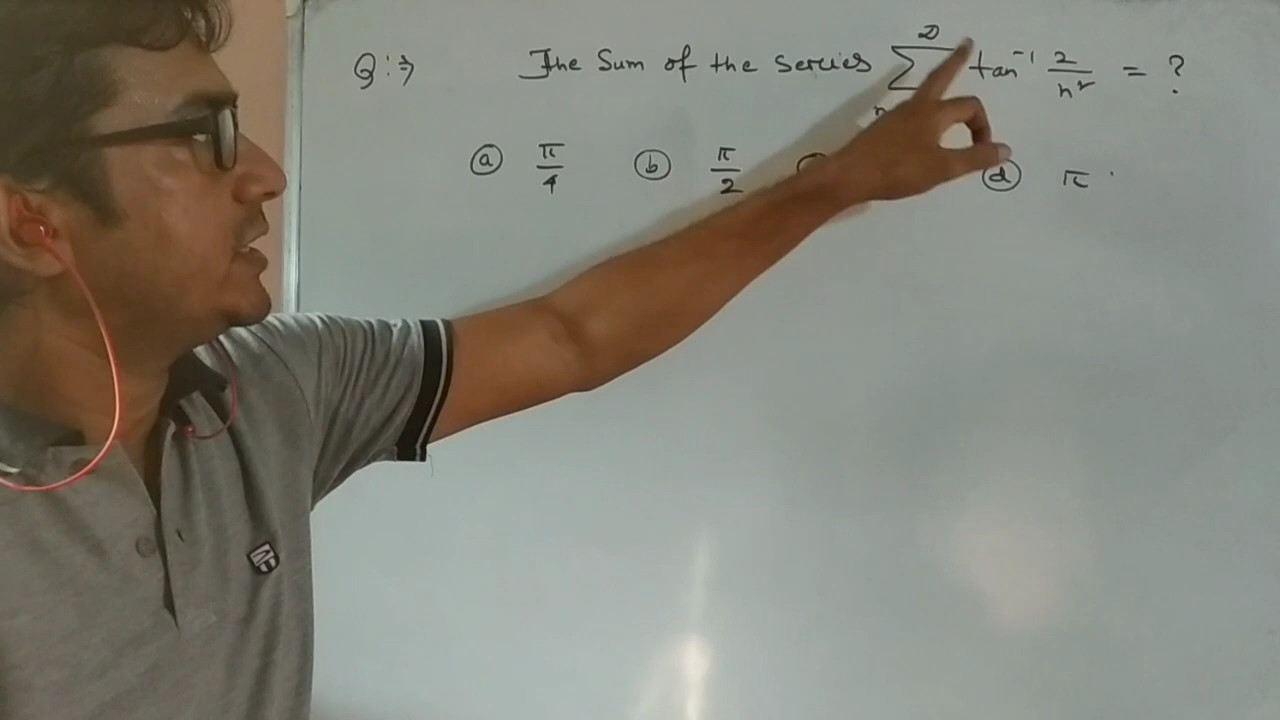 Q:⇒ The Sum of the series ∑ ∞ n tan⁻¹ 2/n² = ?
(a) π/4 (b) π/2 (d) π .